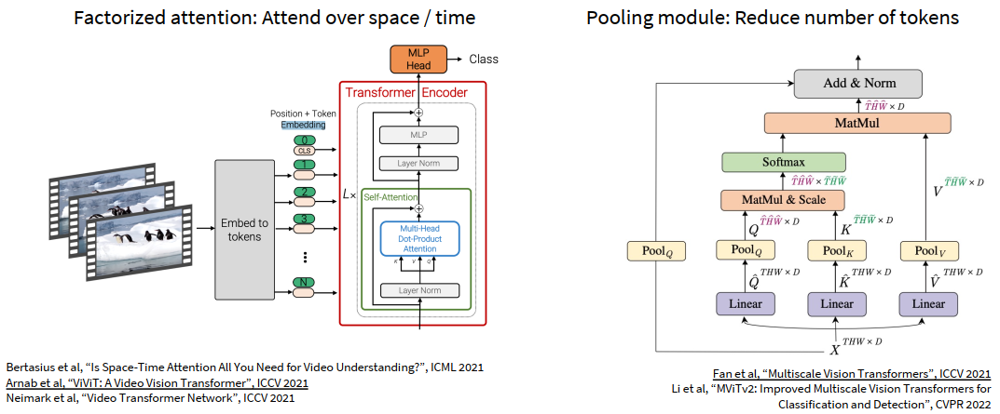 Factorized attention: Attend over space / time
MLP
Head
Class
Transformer Encoder
Position + Token
Embedding
MLP
Layer Norm
0
CLS
1
2
3
N
L×
Self-Attention
Multi-Head
Dot-Product
Attention
K V Q
Layer Norm
Embed to
tokens
Bertasius et al, “Is Space-Time Attention All You Need for Video Understanding?”, ICML 2021
Arnab et al, “ViViT: A Video Vision Transformer”, ICCV 2021
Neimark et al, “Video Transformer Network”, ICCV 2021
Pooling module: Reduce number of tokens
Add & Norm
T̂ĤŴ × D
MatMul
Softmax
T̂ĤŴ × T̃H̃W̃
MatMul & Scale
Q T̂ĤŴ × D
K T̃H̃W̃ × D
V T̃H̃W̃ × D
Pool_Q
Pool_Q
Pool_K
Pool_V
Q̂ THW × D
K̂ THW × D
V̂ THW × D
Linear
Linear
Linear
X THW × D
Fan et al, “Multiscale Vision Transformers”, ICCV 2021
Li et al, “MViTv2: Improved Multiscale Vision Transformers for
Classification and Detection”, CVPR 2022